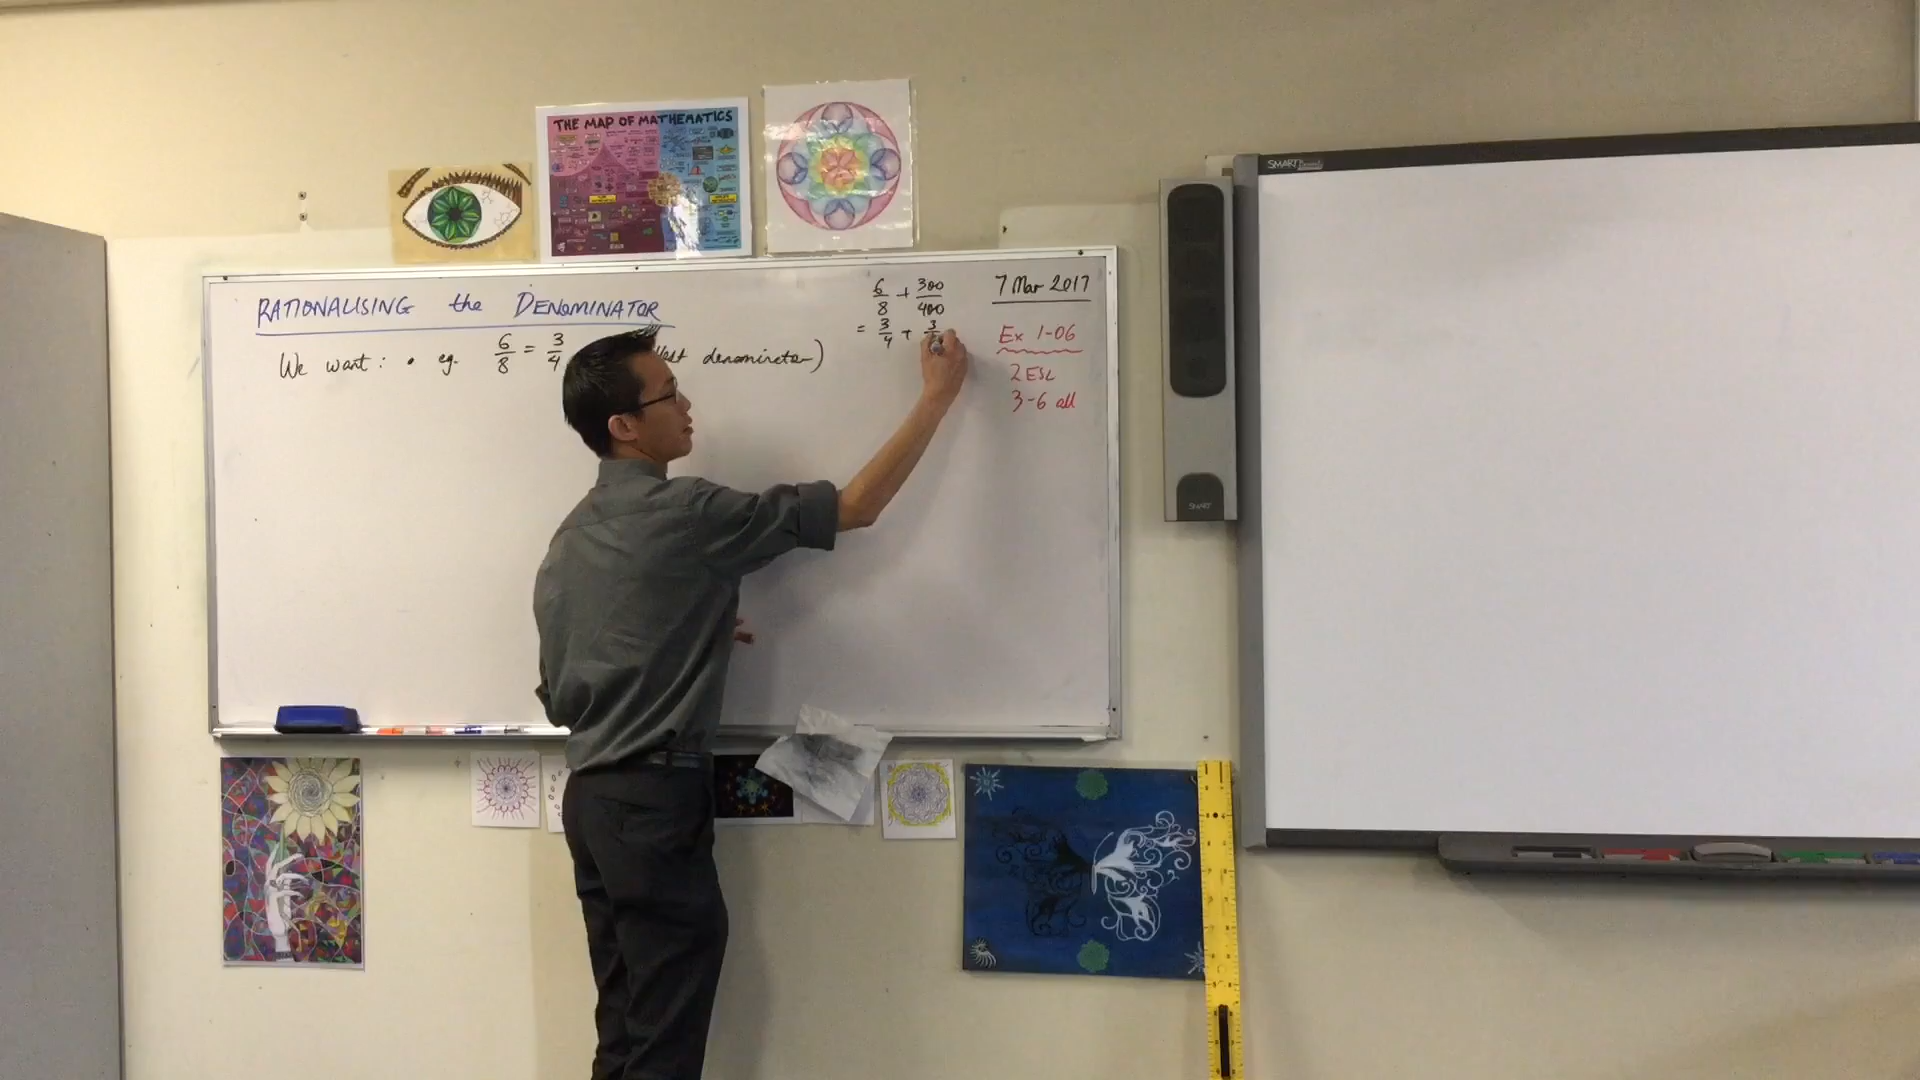 THE MAP OF MATHEMATICS
SMART
RATIONALISING the DENOMINATOR
We want : • eg. 6/8 = 3/4 denominator)
6/8 + 300/400
= 3/4 + 3
7 Mar 2017
Ex 1-06
2 ESL
3-6 all
SMART